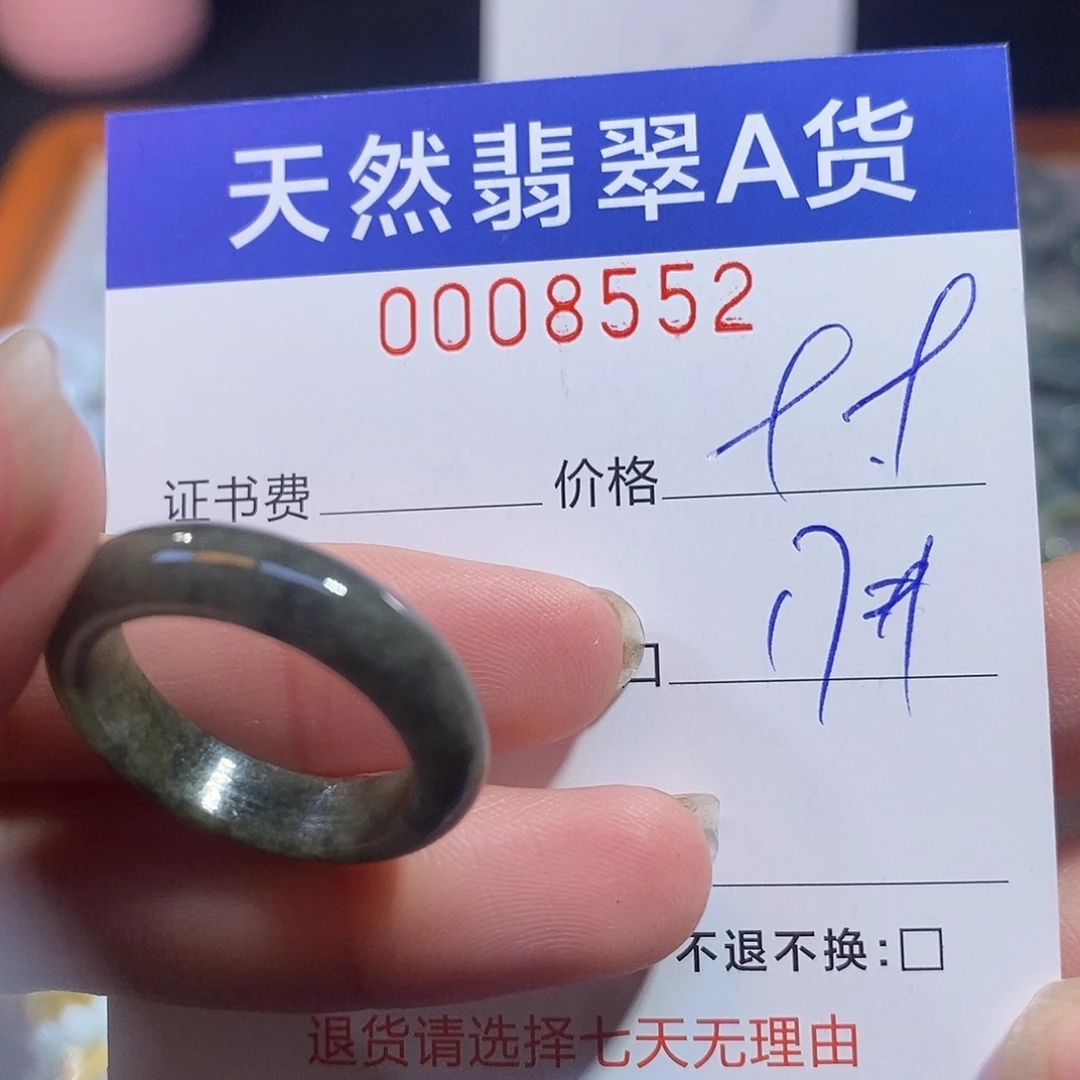 天然翡翠A货
0008552
证书费 价格
17#
口
不退不换:
退货请选择七天无理由